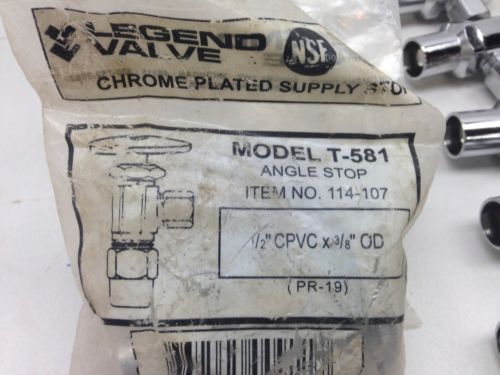 LEGEND
VALVE
NSF
CHROME PLATED SUPPLY
MODEL T-581
ANGLE STOP
ITEM NO. 114-107
1/2" CPVC x 3/8" OD
(PR-19)